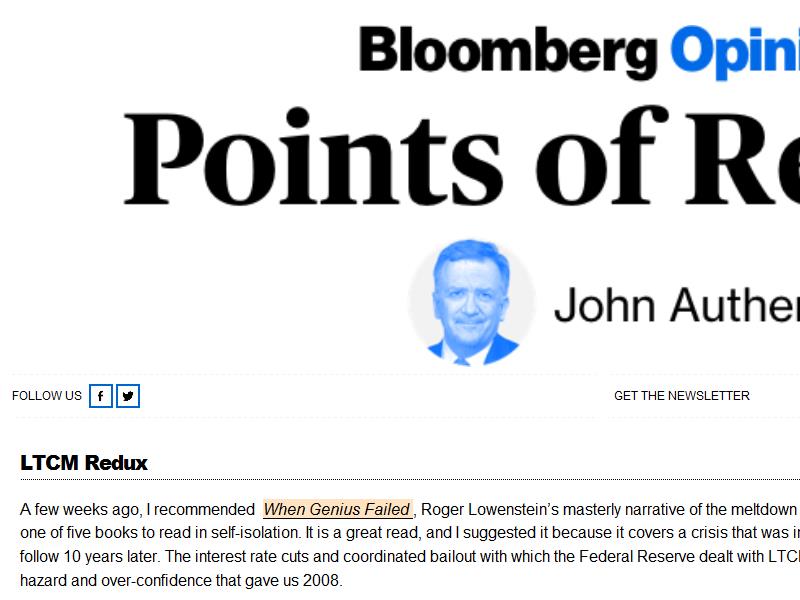 Bloomberg Opini
Points of Re
John Auther
FOLLOW US
GET THE NEWSLETTER
LTCM Redux
A few weeks ago, I recommended When Genius Failed , Roger Lowenstein’s masterly narrative of the meltdown
one of five books to read in self-isolation. It is a great read, and I suggested it because it covers a crisis that was i
follow 10 years later. The interest rate cuts and coordinated bailout with which the Federal Reserve dealt with LTC
hazard and over-confidence that gave us 2008.